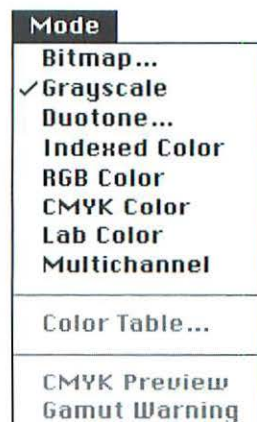 Mode
Bitmap...
✓Grayscale
Duotone...
Indexed Color
RGB Color
CMYK Color
Lab Color
Multichannel
Color Table...
CMYK Preview
Gamut Warning